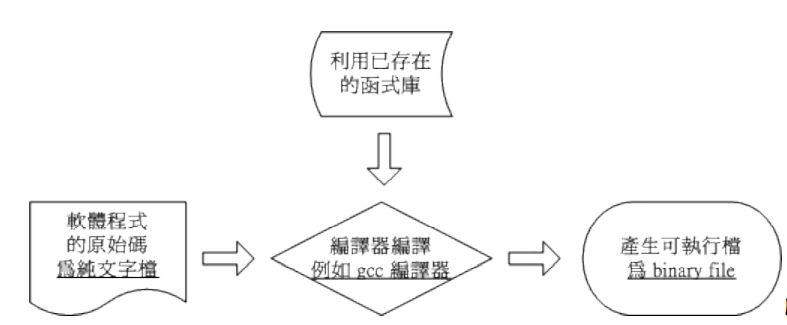 利用已存在
的函式庫
軟體程式
的原始碼
為純文字檔
編譯器編譯
例如 gcc 編譯器
產生可執行檔
為 binary file